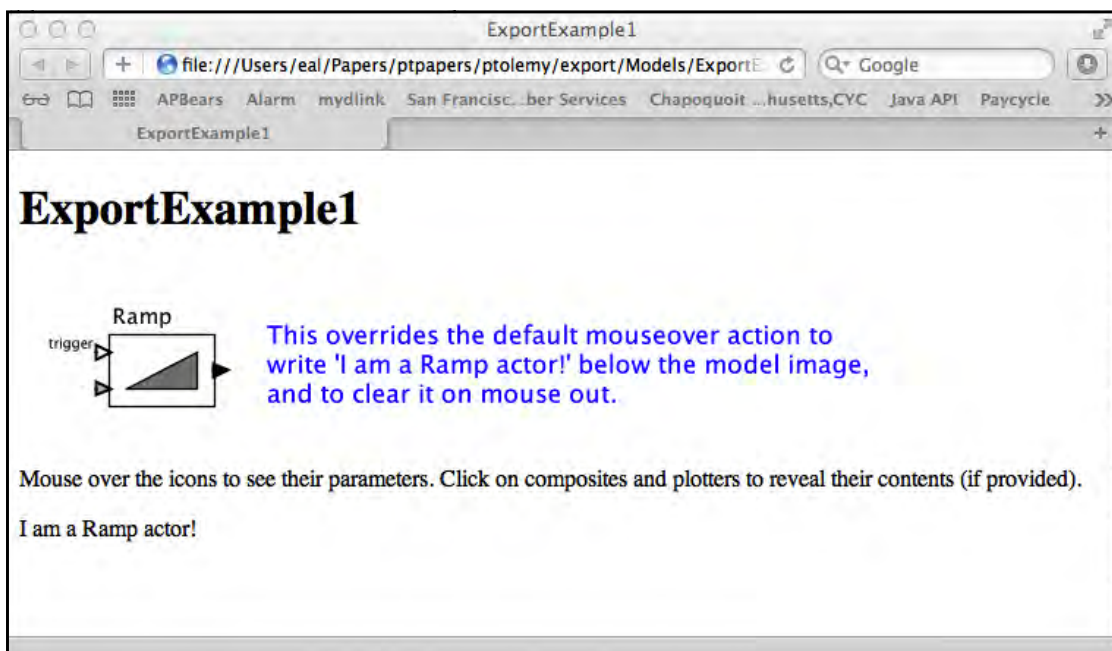 ExportExample1
file:///Users/eal/Papers/ptpapers/ptolemy/export/Models/ExportE
Google
APBears Alarm mydlink San Francisc...ber Services Chapoquoit ...husetts,CYC Java API Paycycle
ExportExample1
ExportExample1
Ramp
trigger
This overrides the default mouseover action to
write 'I am a Ramp actor!' below the model image,
and to clear it on mouse out.
Mouse over the icons to see their parameters. Click on composites and plotters to reveal their contents (if provided).
I am a Ramp actor!